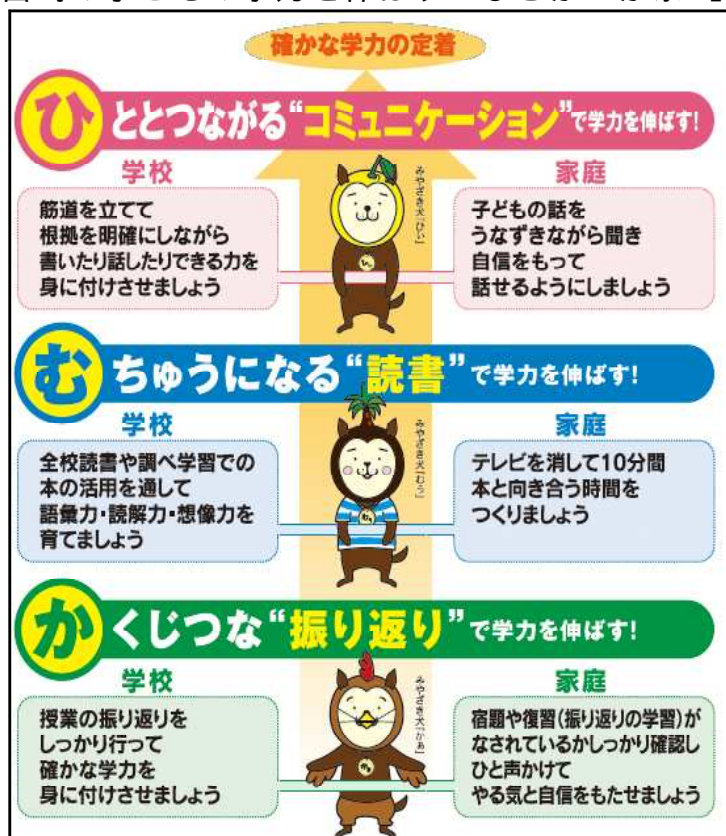 確かな学力の定着
ひととつながる“コミュニケーション”で学力を伸ばす!
学校
筋道を立てて
根拠を明確にしながら
書いたり話したりできる力を
身に付けさせましょう
みやざき犬「ひぃ」
家庭
子どもの話を
うなずきながら聞き
自信をもって
話せるようにしましょう
むちゅうになる“読書”で学力を伸ばす!
学校
全校読書や調べ学習での
本の活用を通して
語彙力・読解力・想像力を
育てましょう
みやざき犬「むぅ」
家庭
テレビを消して10分間
本と向き合う時間を
つくりましょう
かくじつな“振り返り”で学力を伸ばす!
学校
授業の振り返りを
しっかり行って
確かな学力を
身に付けさせましょう
みやざき犬「かぁ」
家庭
宿題や復習(振り返りの学習)が
なされているかしっかり確認し
ひと声かけて
やる気と自信をもたせましょう